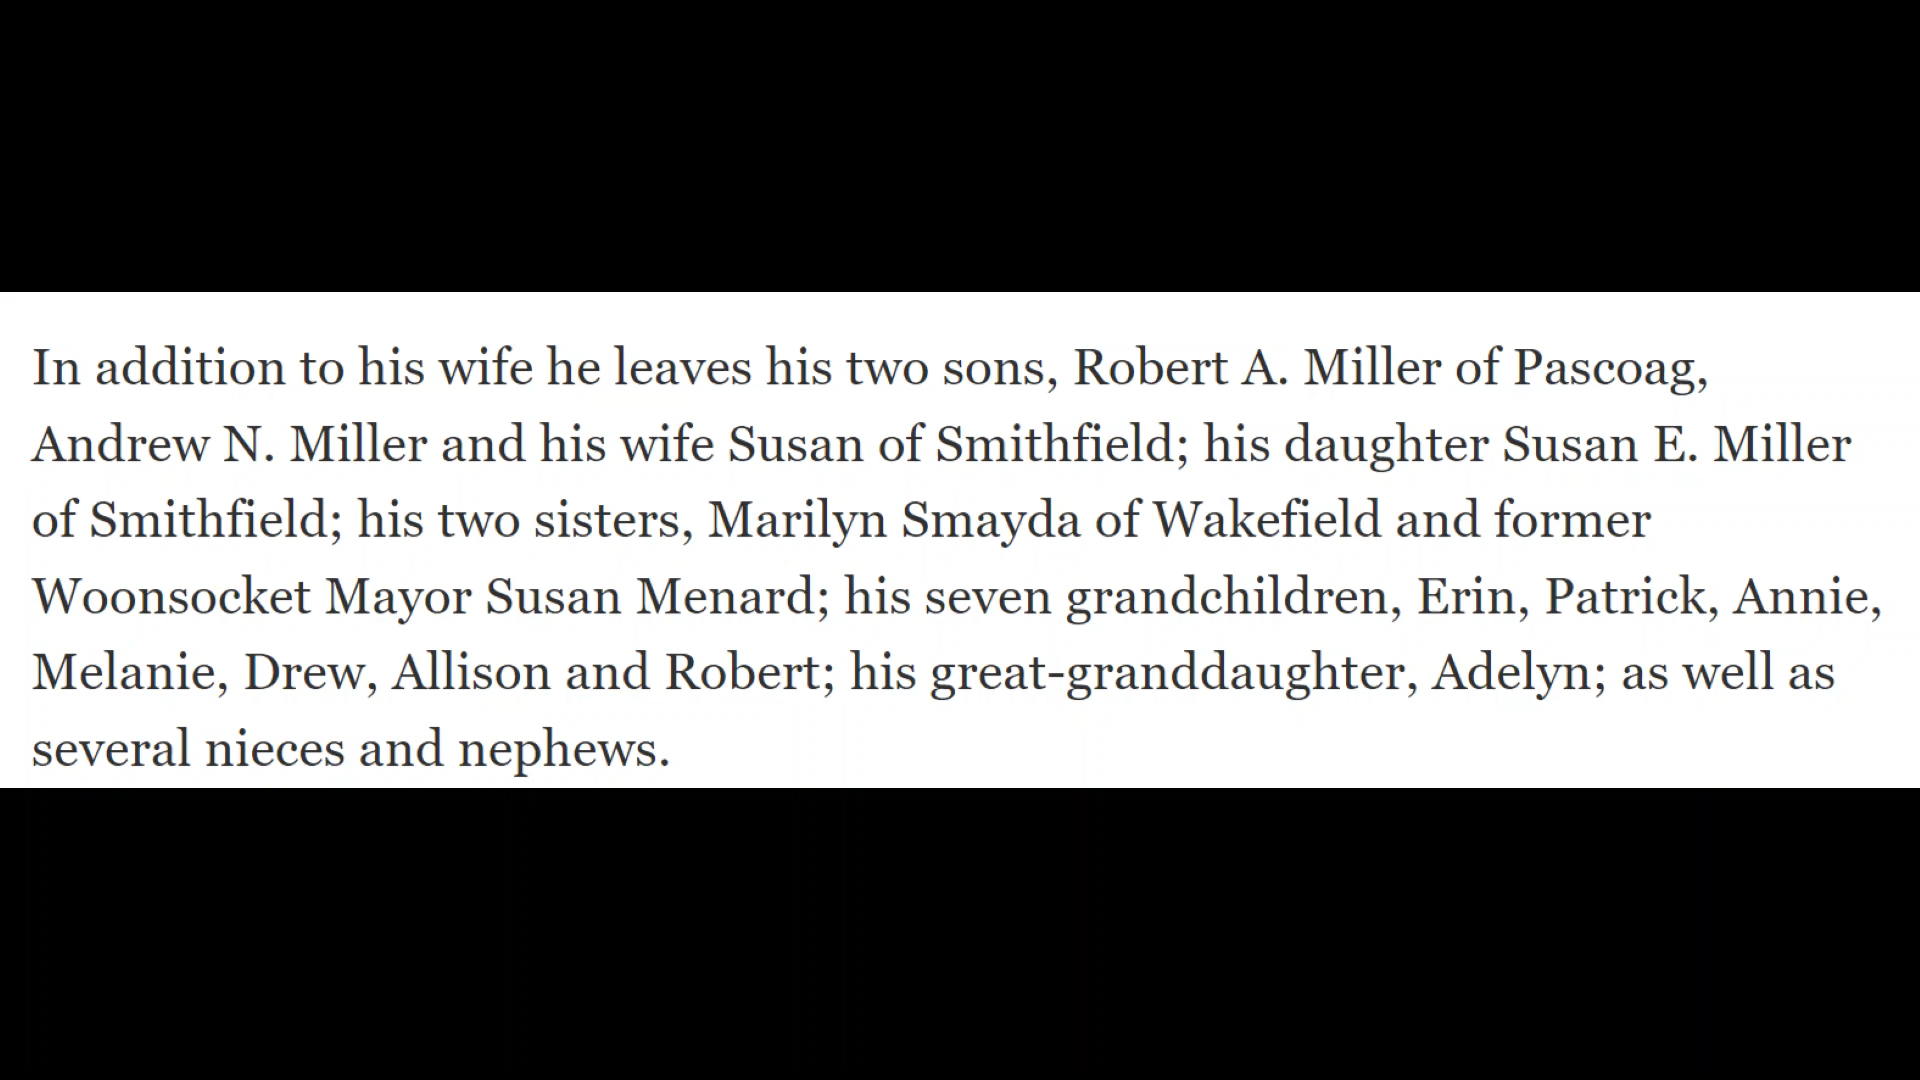 In addition to his wife he leaves his two sons, Robert A. Miller of Pascoag,
Andrew N. Miller and his wife Susan of Smithfield; his daughter Susan E. Miller
of Smithfield; his two sisters, Marilyn Smayda of Wakefield and former
Woonsocket Mayor Susan Menard; his seven grandchildren, Erin, Patrick, Annie,
Melanie, Drew, Allison and Robert; his great-granddaughter, Adelyn; as well as
several nieces and nephews.